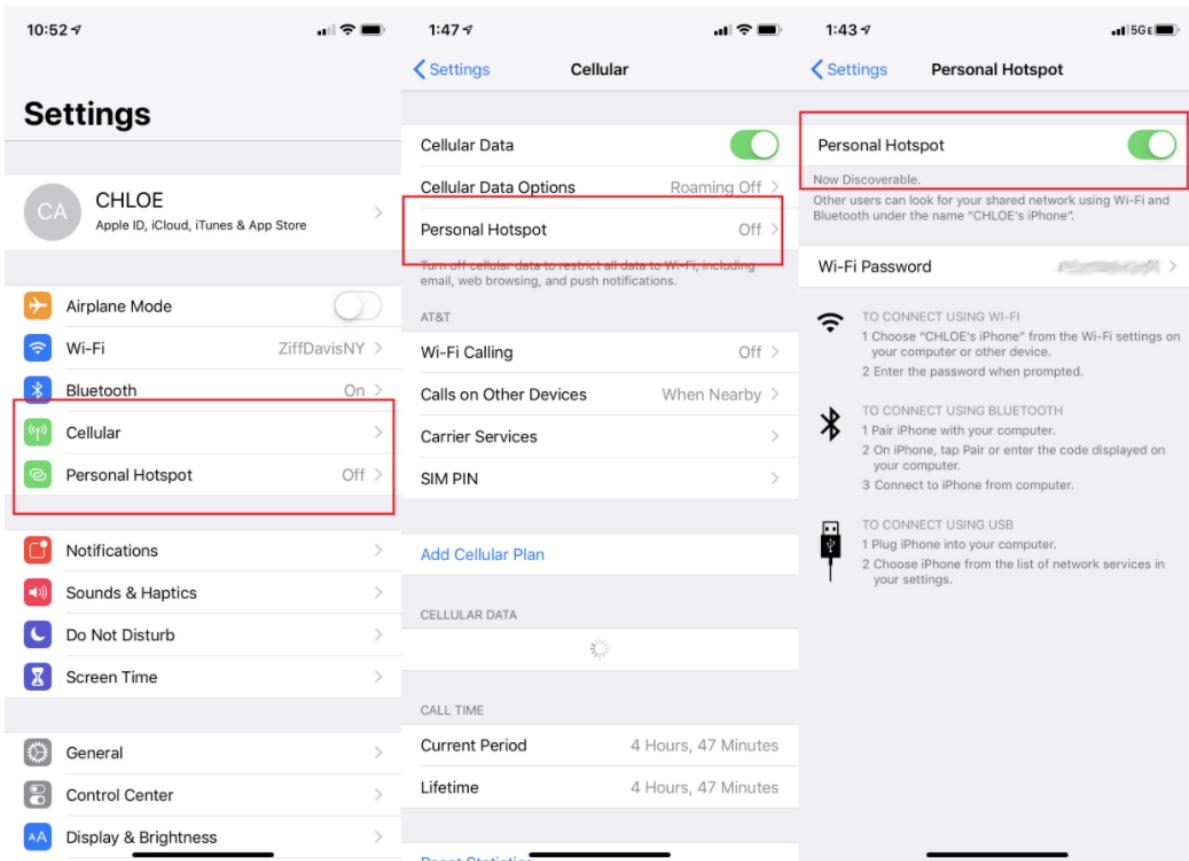 10:52
Settings
CA
CHLOE
Apple ID, iCloud, iTunes & App Store
Airplane Mode
Wi-Fi ZiffDavisNY
Bluetooth On
Cellular
Personal Hotspot Off
Notifications
Sounds & Haptics
Do Not Disturb
Screen Time
General
Control Center
AA Display & Brightness
1:47
Settings Cellular
Cellular Data
Cellular Data Options Roaming Off
Personal Hotspot Off
Turn off cellular data to restrict all data to Wi-Fi, including
email, web browsing, and push notifications.
AT&T
Wi-Fi Calling Off
Calls on Other Devices When Nearby
Carrier Services
SIM PIN
Add Cellular Plan
CELLULAR DATA
CALL TIME
Current Period 4 Hours, 47 Minutes
Lifetime 4 Hours, 47 Minutes
Reset Statistics
1:43 5GE
Settings Personal Hotspot
Personal Hotspot
Now Discoverable.
Other users can look for your shared network using Wi-Fi and
Bluetooth under the name “CHLOE's iPhone”.
Wi-Fi Password
TO CONNECT USING WI-FI
1 Choose “CHLOE's iPhone” from the Wi-Fi settings on
your computer or other device.
2 Enter the password when prompted.
TO CONNECT USING BLUETOOTH
1 Pair iPhone with your computer.
2 On iPhone, tap Pair or enter the code displayed on
your computer.
3 Connect to iPhone from computer.
TO CONNECT USING USB
1 Plug iPhone into your computer.
2 Choose iPhone from the list of network services in
your settings.